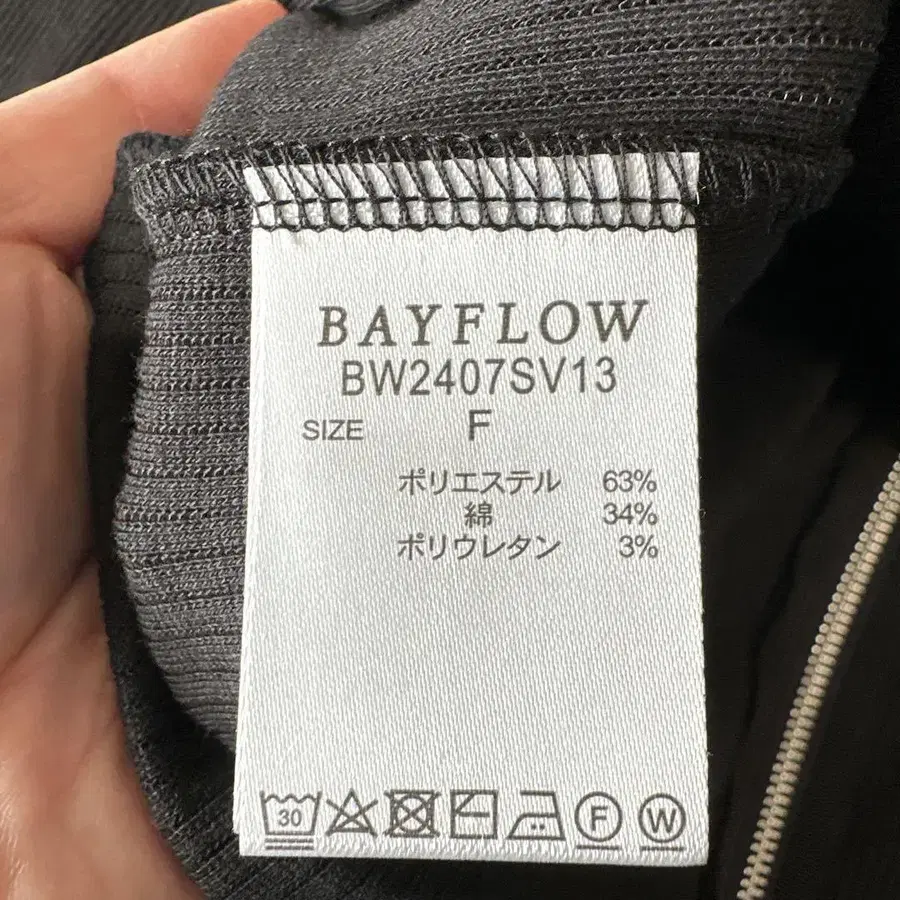 BAYFLOW
BW2407SV13
SIZE F
ポリエステル 63%
綿 34%
ポリウレタン 3%
30 F W